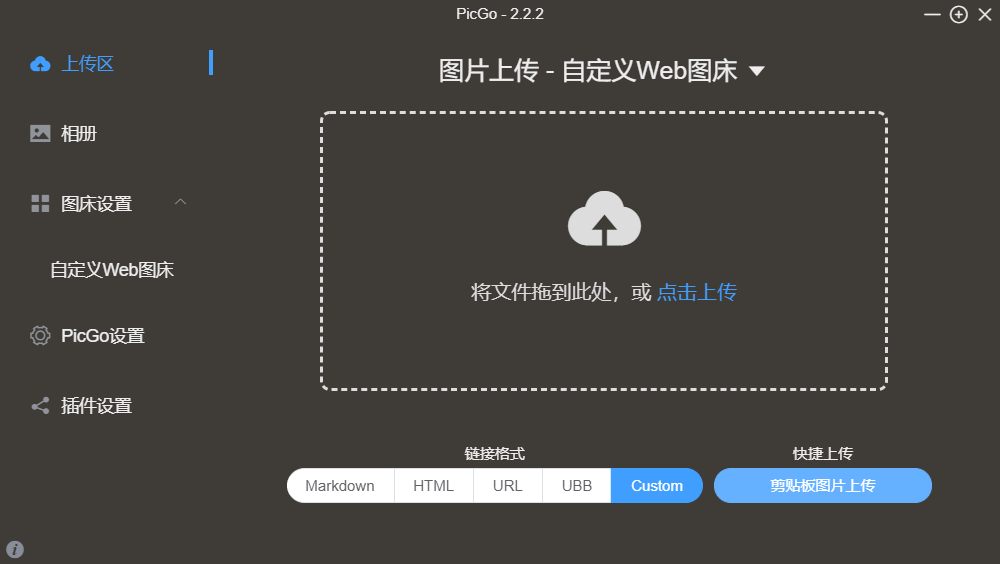 PicGo - 2.2.2
上传区
相册
图床设置
自定义Web图床
PicGo设置
插件设置
图片上传 - 自定义Web图床
将文件拖到此处，或 点击上传
链接格式
Markdown HTML URL UBB Custom
快捷上传
剪贴板图片上传
i